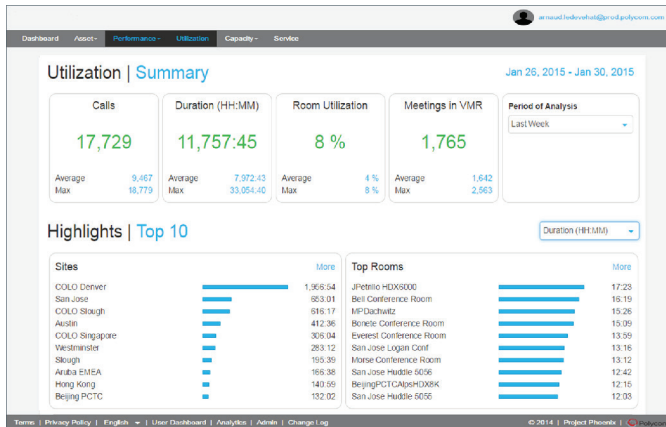 arnaud.ledevehat@prod.polycom.com
Dashboard Asset Performance Utilization Capacity Service
Utilization | Summary
Jan 26, 2015 - Jan 30, 2015
Calls
17,729
Average 9,467
Max 18,779
Duration (HH:MM)
11,757:45
Average 7,972:43
Max 33,054:40
Room Utilization
8 %
Average 4 %
Max 8 %
Meetings in VMR
1,765
Average 1,642
Max 2,563
Period of Analysis
Last Week
Highlights | Top 10
Duration (HH:MM)
Sites More
COLO Denver 1,966:54
San Jose 653:01
COLO Slough 616:17
Austin 412:36
COLO Singapore 306:04
Westminster 283:12
Slough 195:39
Aruba EMEA 166:38
Hong Kong 140:59
Beijing PCTC 132:02
Top Rooms More
JPetrillo HDX6000 17:23
Bell Conference Room 16:19
MPDachwitz 15:26
Bonete Conference Room 15:09
Everest Conference Room 13:59
San Jose Logan Conf 13:16
Morse Conference Room 13:12
San Jose Huddle 5056 12:42
BeijingPCTCAlpsHDX8K 12:15
San Jose Huddle 5055 12:03
Terms | Privacy Policy | English | User Dashboard | Analytics | Admin | Change Log
© 2014 | Project Phoenix | Polycom